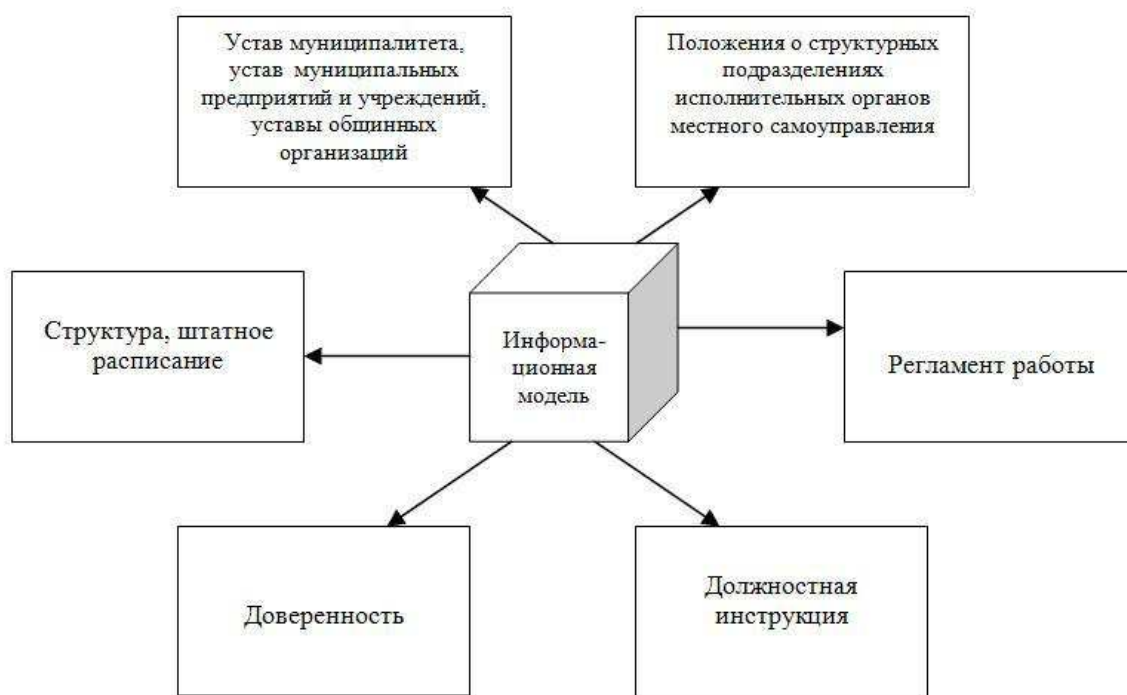 Устав муниципалитета,
устав муниципальных
предприятий и учреждений,
уставы общинных
организаций
Положения о структурных
подразделениях
исполнительных органов
местного самоуправления
Структура, штатное
расписание
Информа-
ционная
модель
Регламент работы
Доверенность
Должностная
инструкция